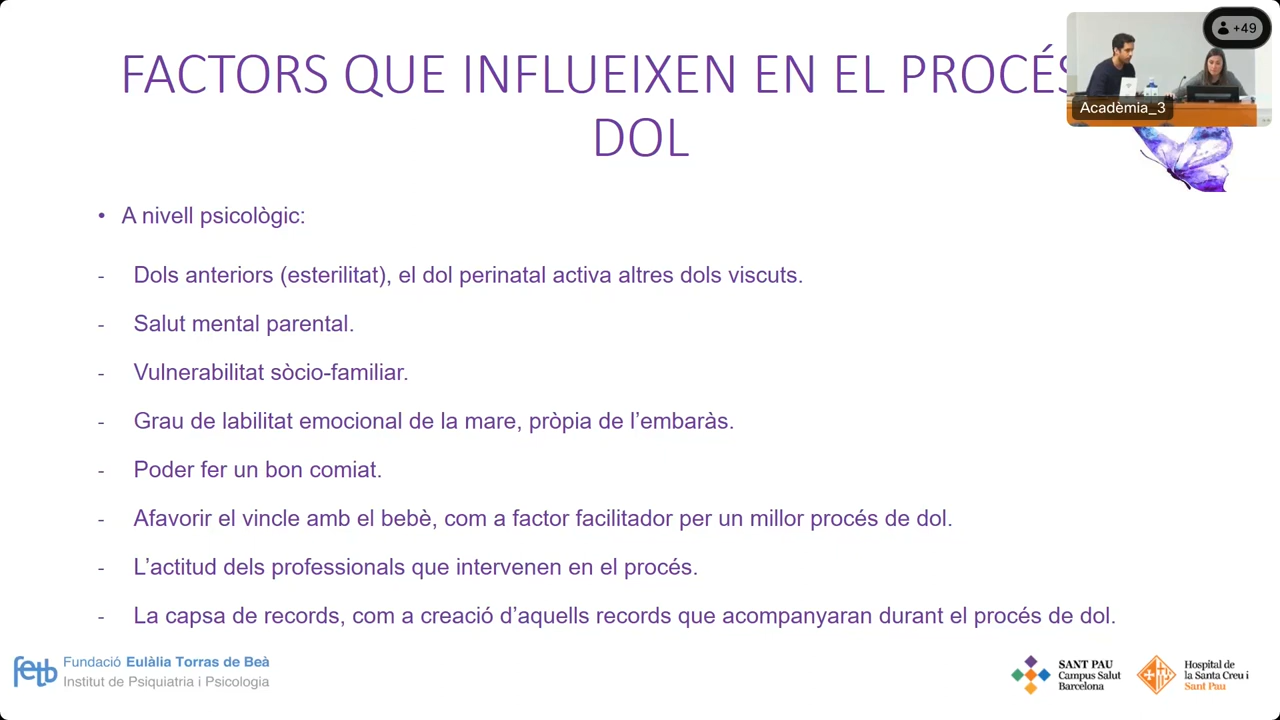 FACTORS QUE INFLUEIXEN EN EL PROCÉS
DOL
+49
Acadèmia_3
• A nivell psicològic:
- Dols anteriors (esterilitat), el dol perinatal activa altres dols viscuts.
- Salut mental parental.
- Vulnerabilitat sòcio-familiar.
- Grau de labilitat emocional de la mare, pròpia de l’embaràs.
- Poder fer un bon comiat.
- Afavorir el vincle amb el bebè, com a factor facilitador per un millor procés de dol.
- L’actitud dels professionals que intervenen en el procés.
- La capsa de records, com a creació d’aquells records que acompanyaran durant el procés de dol.
fetb
Fundació Eulàlia Torras de Beà
Institut de Psiquiatria i Psicologia
SANT PAU
Campus Salut
Barcelona
Hospital de
la Santa Creu i
Sant Pau